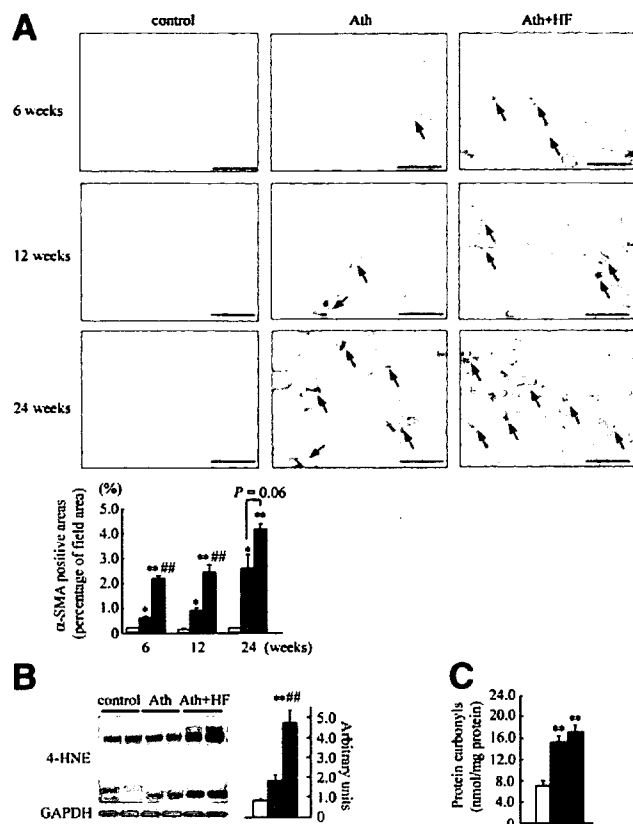 A
control Ath Ath+HF
6 weeks
12 weeks
24 weeks
α-SMA positive areas
(percentage of field area)
(%)
5.0
4.0
3.0
2.0
1.0
0
* ** ##
* ** ##
P = 0.06
* **
6 12 24 (weeks)
B
control Ath Ath+HF
4-HNE
GAPDH
** ##
5.0
4.0
3.0
2.0
1.0
0
Arbitrary units
C
Protein carbonyls
(nmol/mg protein)
24.0
20.0
16.0
12.0
8.0
4.0
0
** **